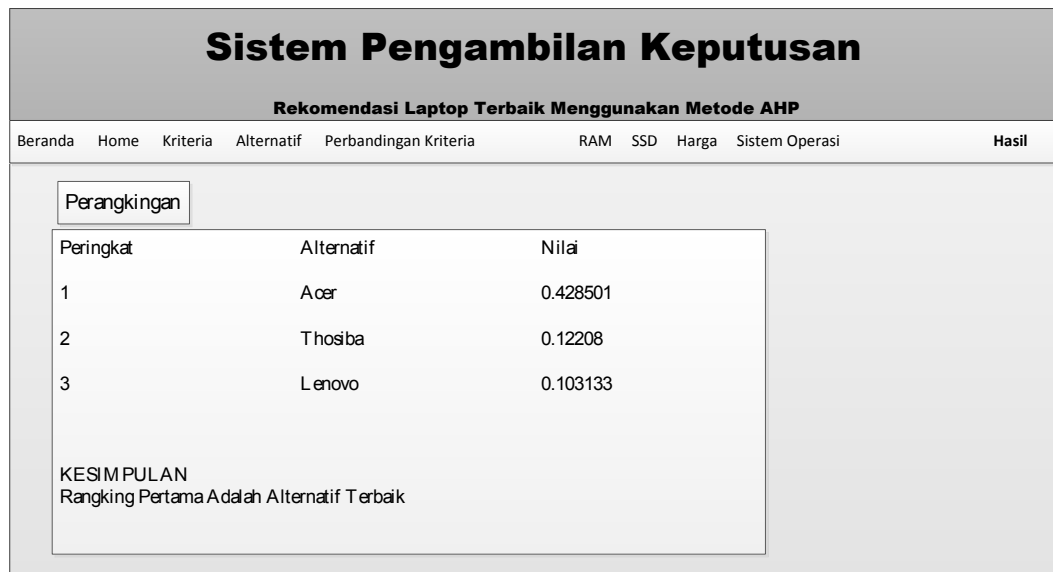 Sistem Pengambilan Keputusan
Rekomendasi Laptop Terbaik Menggunakan Metode AHP
Beranda Home Kriteria Alternatif Perbandingan Kriteria RAM SSD Harga Sistem Operasi Hasil
Perangkingan
Peringkat Alternatif Nilai
1 Acer 0.428501
2 Thosiba 0.12208
3 Lenovo 0.103133
KESIMPULAN
Rangking Pertama Adalah Alternatif Terbaik